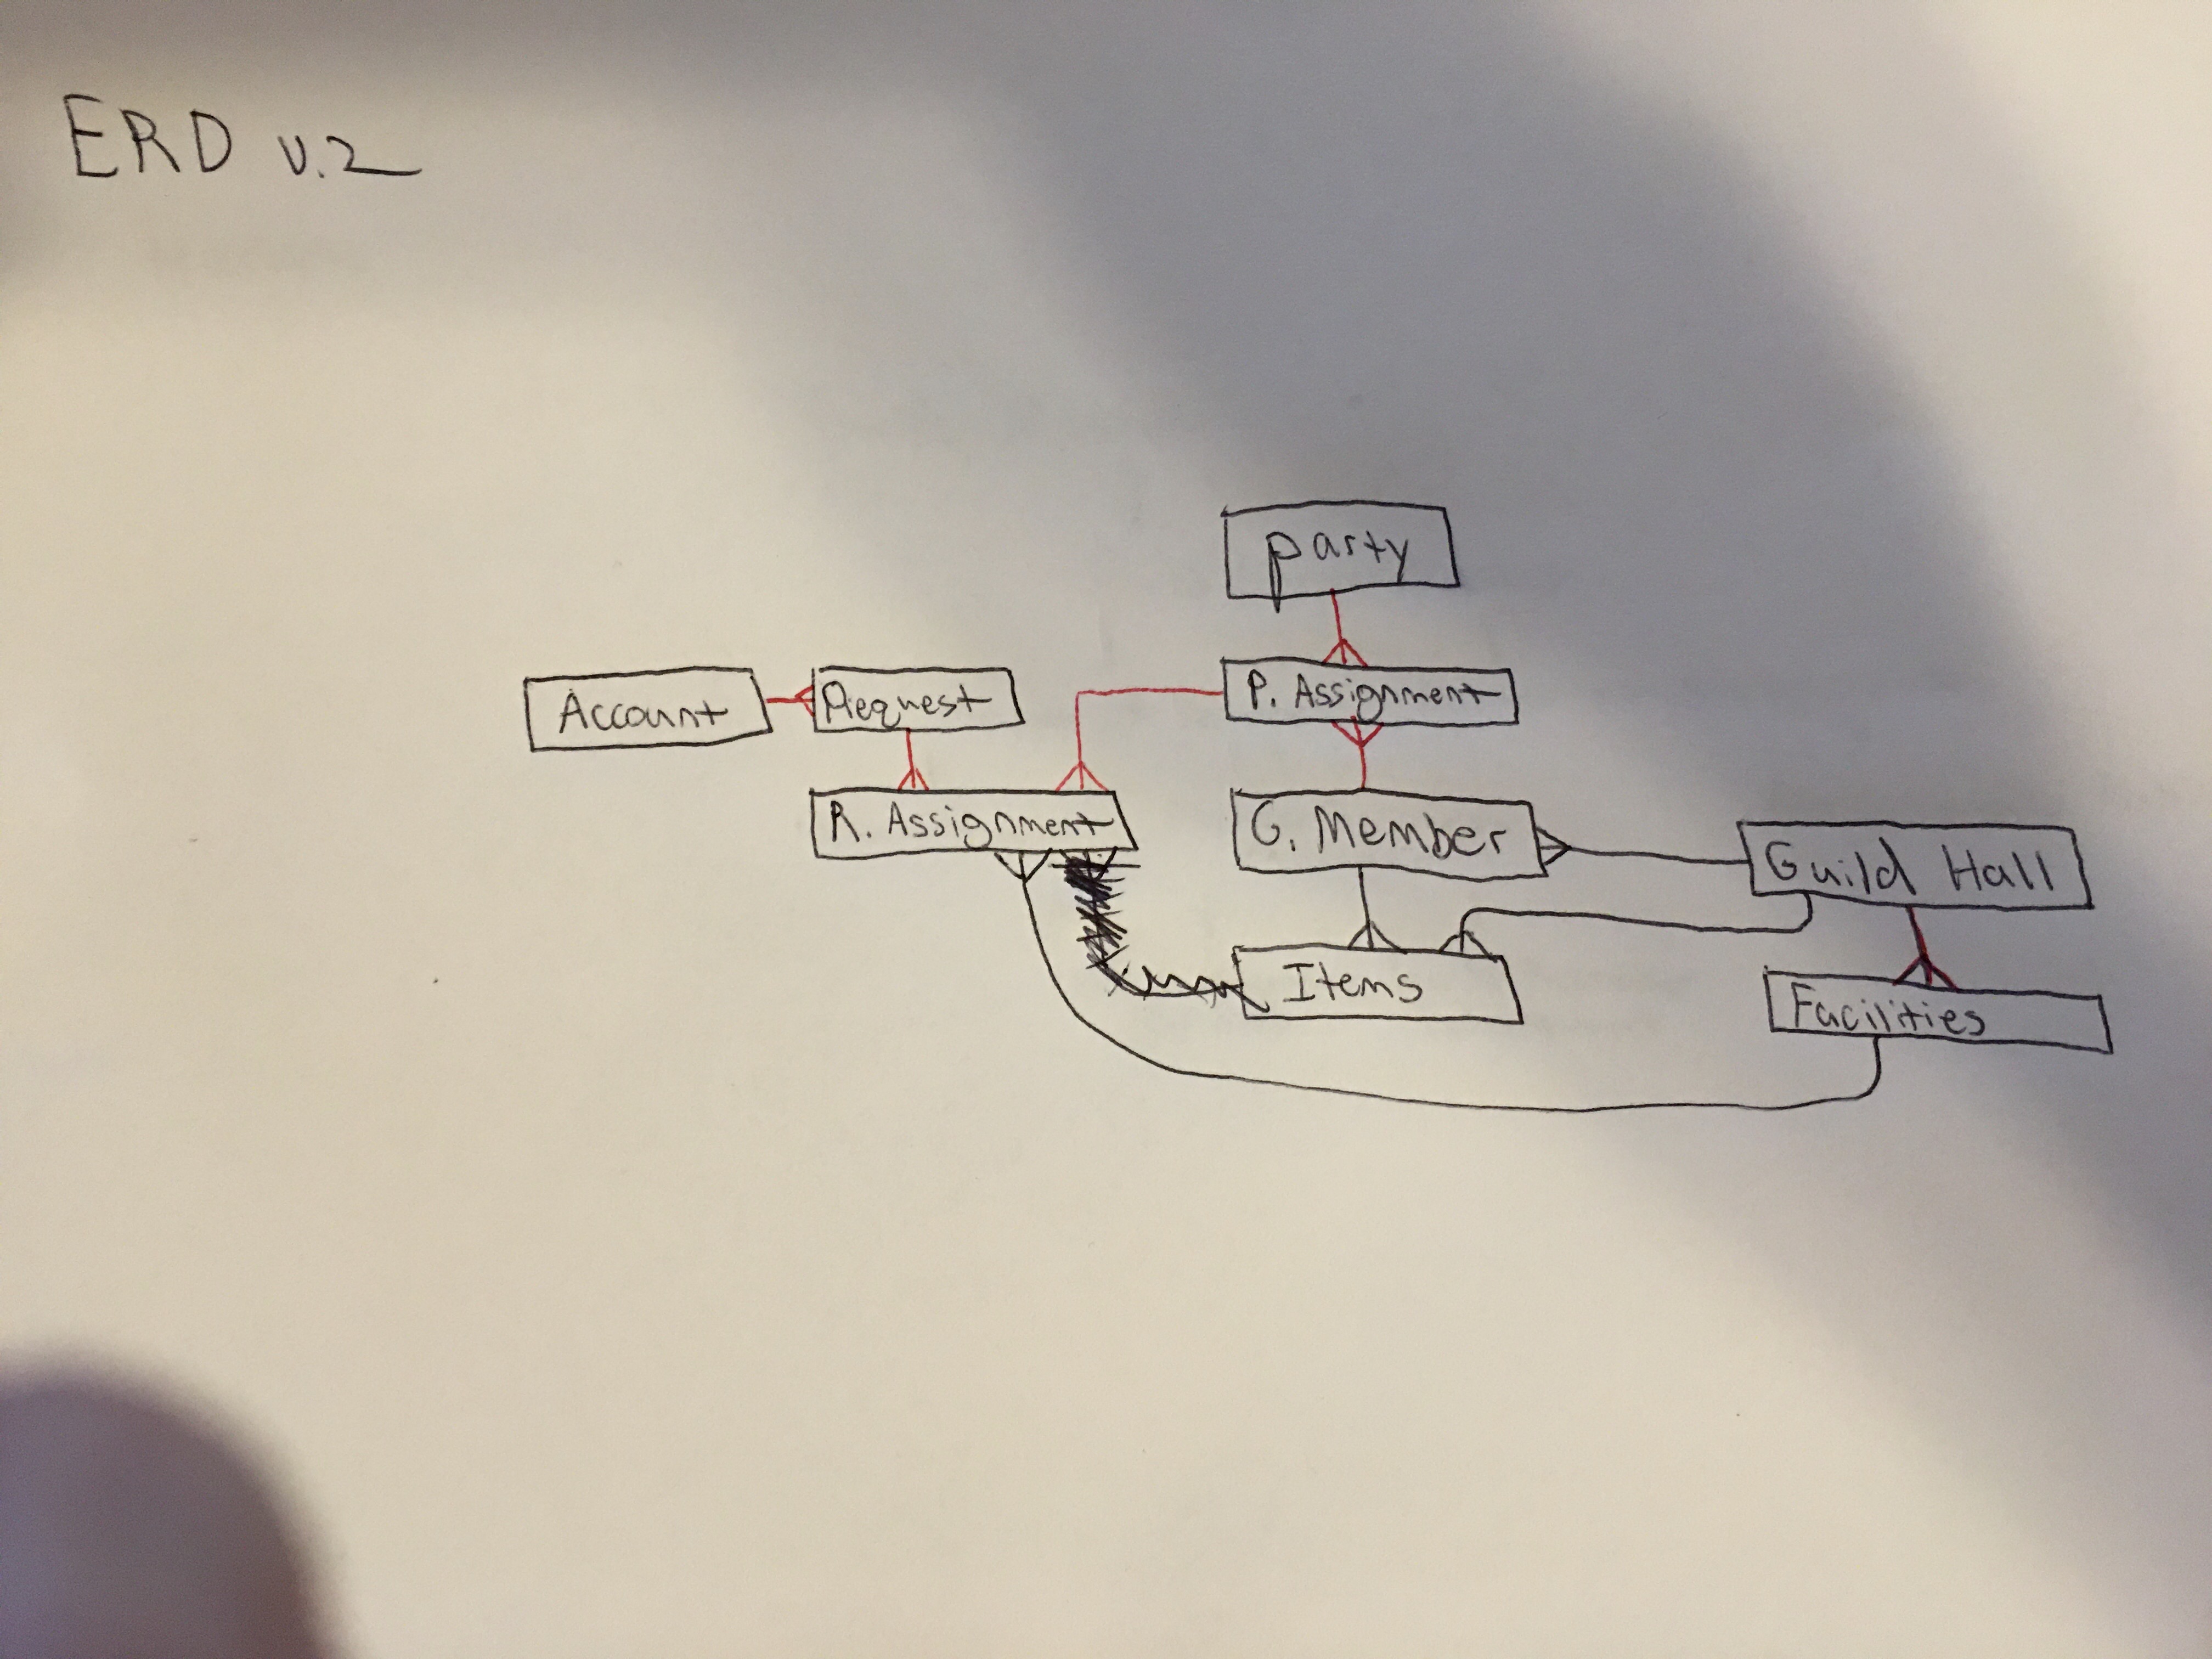 ERD v.2
party
Account
Request
P. Assignment
R. Assignment
G. Member
Guild Hall
Items
Facilities